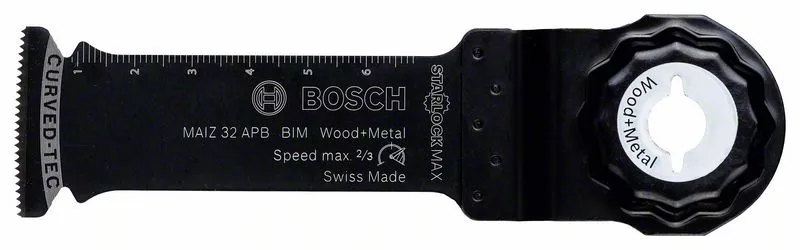 CURVED-TEC
1 2 3 4 5 6
BOSCH
MAIZ 32 APB BIM Wood+Metal
Speed max. 2/3
Swiss Made
STARLOCK MAX
Wood+Metal